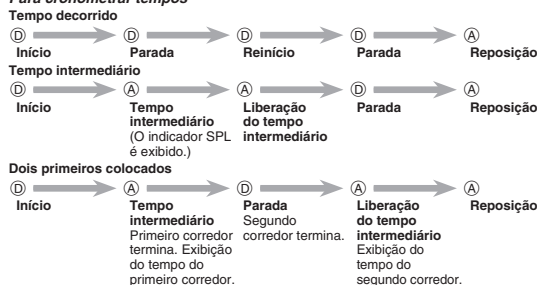 Para cronometrar tempos
Tempo decorrido
D D D D A
Início Parada Reinício Parada Reposição
Tempo intermediário
D A A D A
Início Tempo intermediário (O indicador SPL é exibido.) Liberação do tempo intermediário Parada Reposição
Dois primeiros colocados
D A D A A
Início Tempo intermediário Primeiro corredor termina. Exibição do tempo do primeiro corredor. Parada Segundo corredor termina. Liberação do tempo intermediário Exibição do tempo do segundo corredor. Reposição